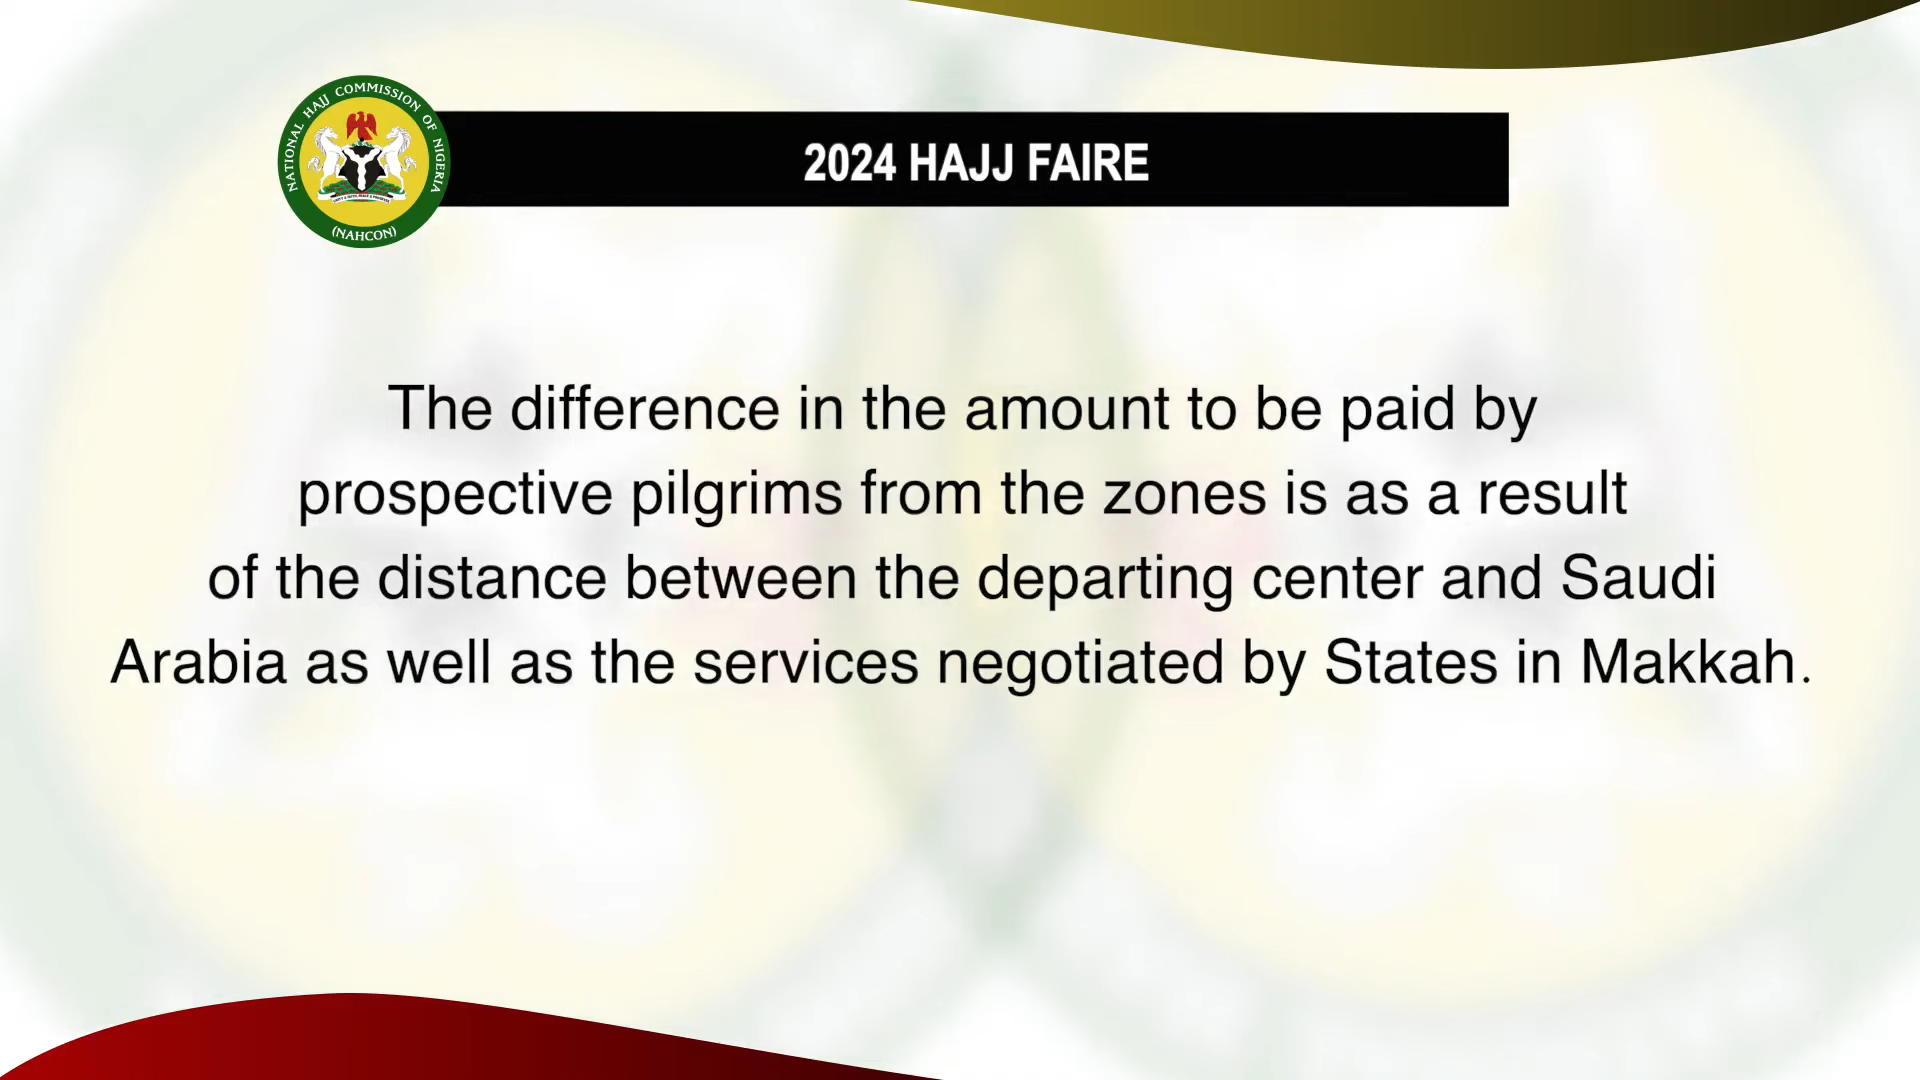 NATIONAL HAJJ COMMISSION OF NIGERIA
(NAHCON)
2024 HAJJ FAIRE
The difference in the amount to be paid by
prospective pilgrims from the zones is as a result
of the distance between the departing center and Saudi
Arabia as well as the services negotiated by States in Makkah.